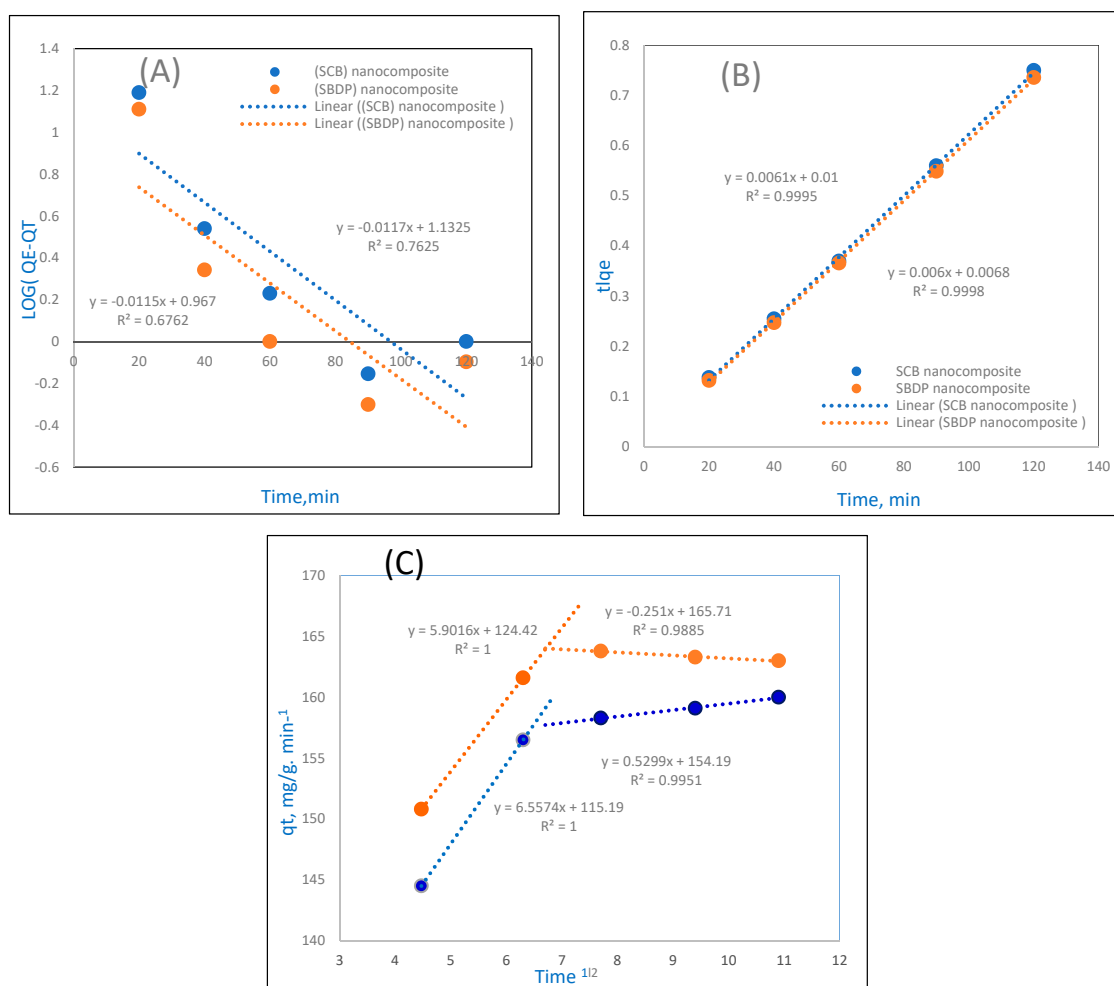 (A)
1.4
1.2
1
0.8
0.6
0.4
0.2
0
-0.2
-0.4
-0.6
0 20 40 60 80 100 120 140
LOG( QE-QT)
Time,min
(SCB) nanocomposite
(SBDP) nanocomposite
Linear ((SCB) nanocomposite )
Linear ((SBDP) nanocomposite )
y = -0.0117x + 1.1325
R² = 0.7625
y = -0.0115x + 0.967
R² = 0.6762
(B)
0.8
0.7
0.6
0.5
0.4
0.3
0.2
0.1
0
0 20 40 60 80 100 120 140
tlqe
Time, min
y = 0.0061x + 0.01
R² = 0.9995
y = 0.006x + 0.0068
R² = 0.9998
SCB nanocomposite
SBDP nanocomposite
Linear (SCB nanocomposite )
Linear (SBDP nanocomposite )
(C)
170
165
160
155
150
145
140
3 4 5 6 7 8 9 10 11 12
qt, mg/g. min-¹
Time ¹|²
y = 5.9016x + 124.42
R² = 1
y = -0.251x + 165.71
R² = 0.9885
y = 0.5299x + 154.19
R² = 0.9951
y = 6.5574x + 115.19
R² = 1